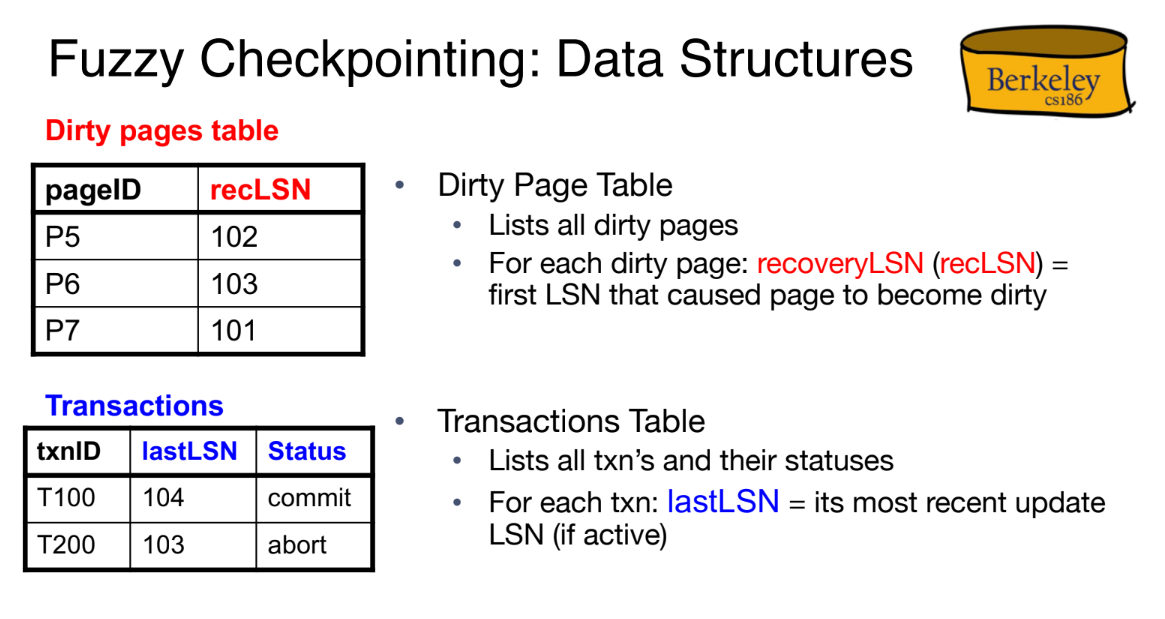 Fuzzy Checkpointing: Data Structures
Berkeley
cs186
Dirty pages table
pageID recLSN
P5 102
P6 103
P7 101
• Dirty Page Table
• Lists all dirty pages
• For each dirty page: recoveryLSN (recLSN) =
first LSN that caused page to become dirty
Transactions
txnID lastLSN Status
T100 104 commit
T200 103 abort
• Transactions Table
• Lists all txn’s and their statuses
• For each txn: lastLSN = its most recent update
LSN (if active)